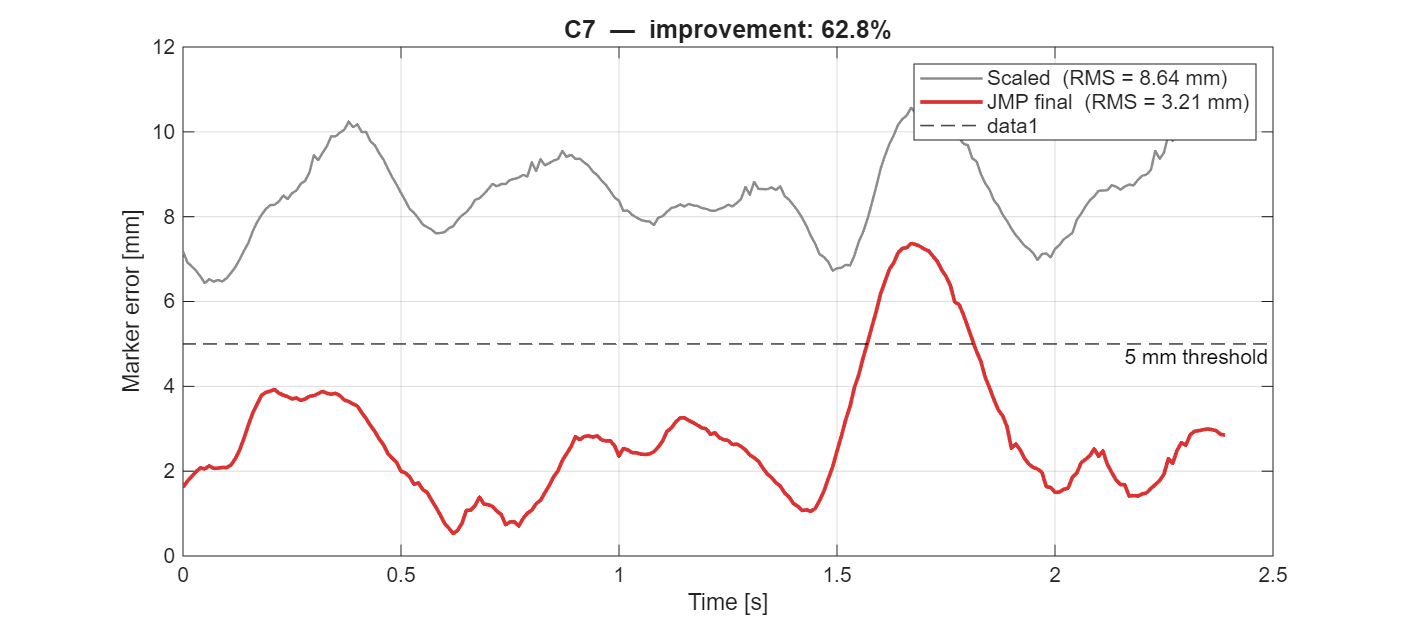 C7 — improvement: 62.8%
12
10
8
6
4
2
0
Marker error [mm]
Scaled (RMS = 8.64 mm)
JMP final (RMS = 3.21 mm)
data1
5 mm threshold
0 0.5 1 1.5 2 2.5
Time [s]